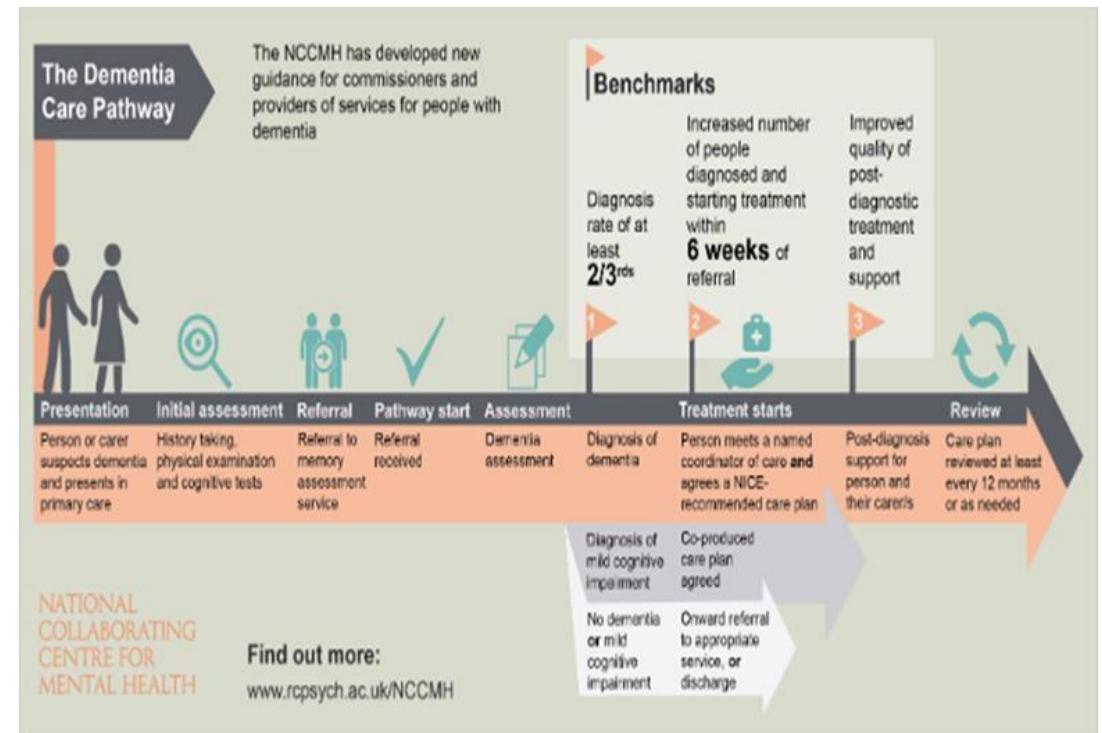 The Dementia
Care Pathway
The NCCMH has developed new
guidance for commissioners and
providers of services for people with
dementia
Benchmarks
Diagnosis
rate of at
least
2/3rds
Increased number
of people
diagnosed and
starting treatment
within
6 weeks of
referral
Improved
quality of
post-
diagnostic
treatment
and
support
1
2
3
Presentation
Person or carer
suspects dementia
and presents in
primary care
Initial assessment
History taking,
physical examination
and cognitive tests
Referral
Referral to
memory
assessment
service
Pathway start
Referral
received
Assessment
Dementia
assessment
Diagnosis of
dementia
Treatment starts
Person meets a named
coordinator of care and
agrees a NICE-
recommended care plan
Post-diagnosis
support for
person and
their carer/s
Review
Care plan
reviewed at least
every 12 months
or as needed
Diagnosis of
mild cognitive
impairment
Co-produced
care plan
agreed
No dementia
or mild
cognitive
impairment
Onward referral
to appropriate
service, or
discharge
NATIONAL
COLLABORATING
CENTRE FOR
MENTAL HEALTH
Find out more:
www.rcpsych.ac.uk/NCCMH